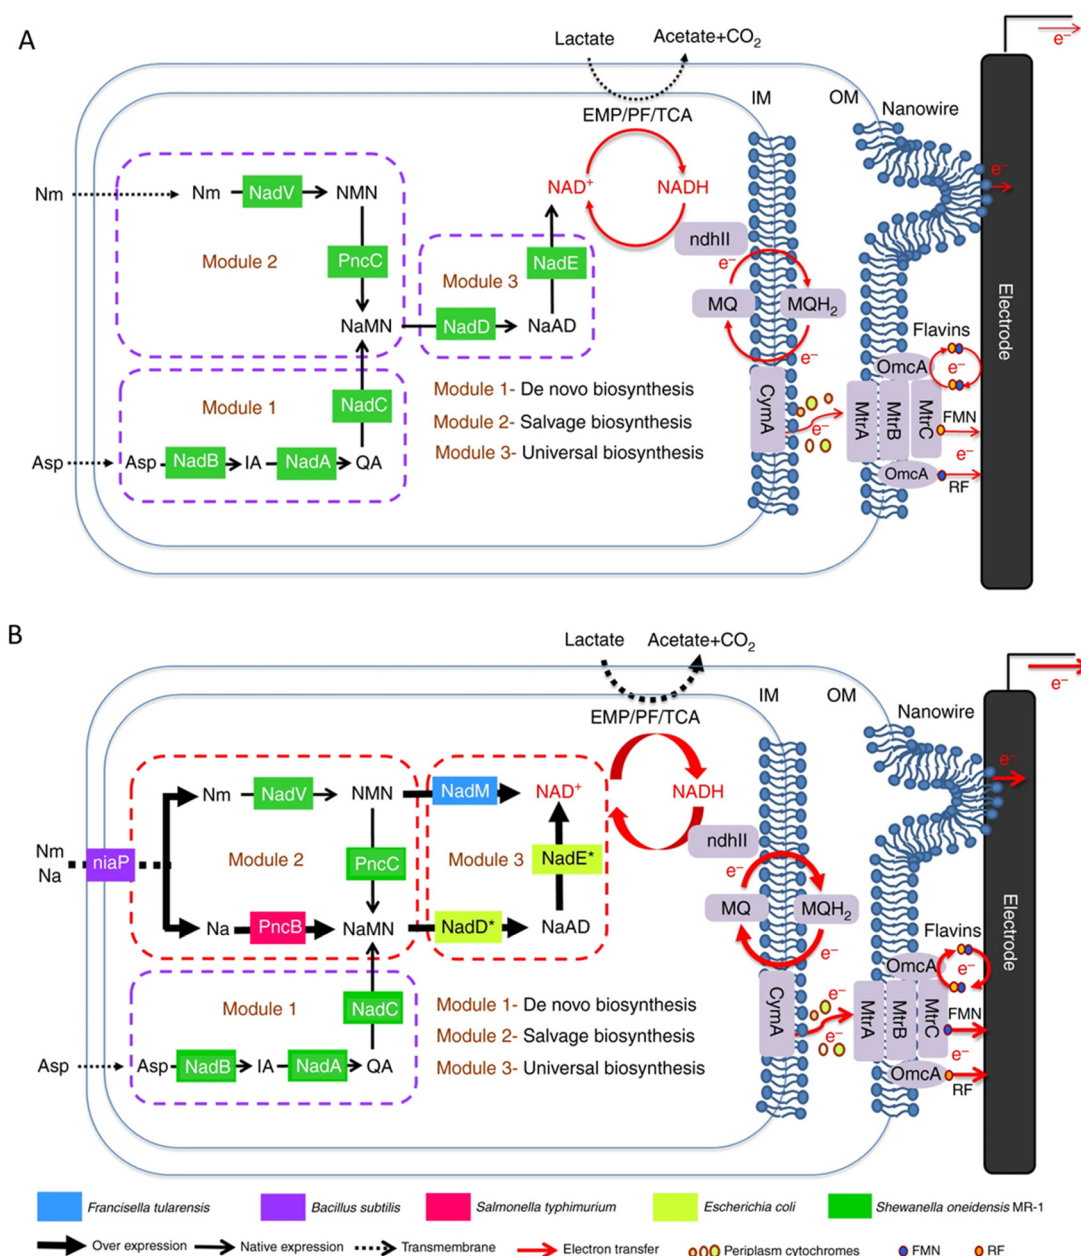 A
Lactate
Acetate+CO2
e–
IM
OM
Nanowire
EMP/PF/TCA
e–
Nm
Nm
NadV
NMN
NAD+
NADH
ndhII
Module 2
PncC
Module 3
NadE
e–
MQ
MQH2
Electrode
NaMN
NadD
NaAD
Flavins
e–
OmcA
e–
Module 1
NadC
Module 1- De novo biosynthesis
Module 2- Salvage biosynthesis
Module 3- Universal biosynthesis
CymA
e–
MtrA
MtrB
MtrC
FMN
e–
Asp
Asp
NadB
IA
NadA
QA
OmcA
RF
B
Lactate
Acetate+CO2
e–
IM
OM
Nanowire
EMP/PF/TCA
e–
Nm
NadV
NMN
NadM
NAD+
NADH
ndhII
Nm
Na
niaP
Module 2
PncC
Module 3
NadE*
e–
MQ
MQH2
Electrode
Na
PncB
NaMN
NadD*
NaAD
e–
Flavins
OmcA
e–
Module 1
NadC
Module 1- De novo biosynthesis
Module 2- Salvage biosynthesis
Module 3- Universal biosynthesis
CymA
e–
e–
MtrA
MtrB
MtrC
FMN
e–
Asp
Asp
NadB
IA
NadA
QA
OmcA
RF
Francisella tularensis
Bacillus subtilis
Salmonella typhimurium
Escherichia coli
Shewanella oneidensis MR-1
Over expression
Native expression
Transmembrane
Electron transfer
Periplasm cytochromes
FMN
RF